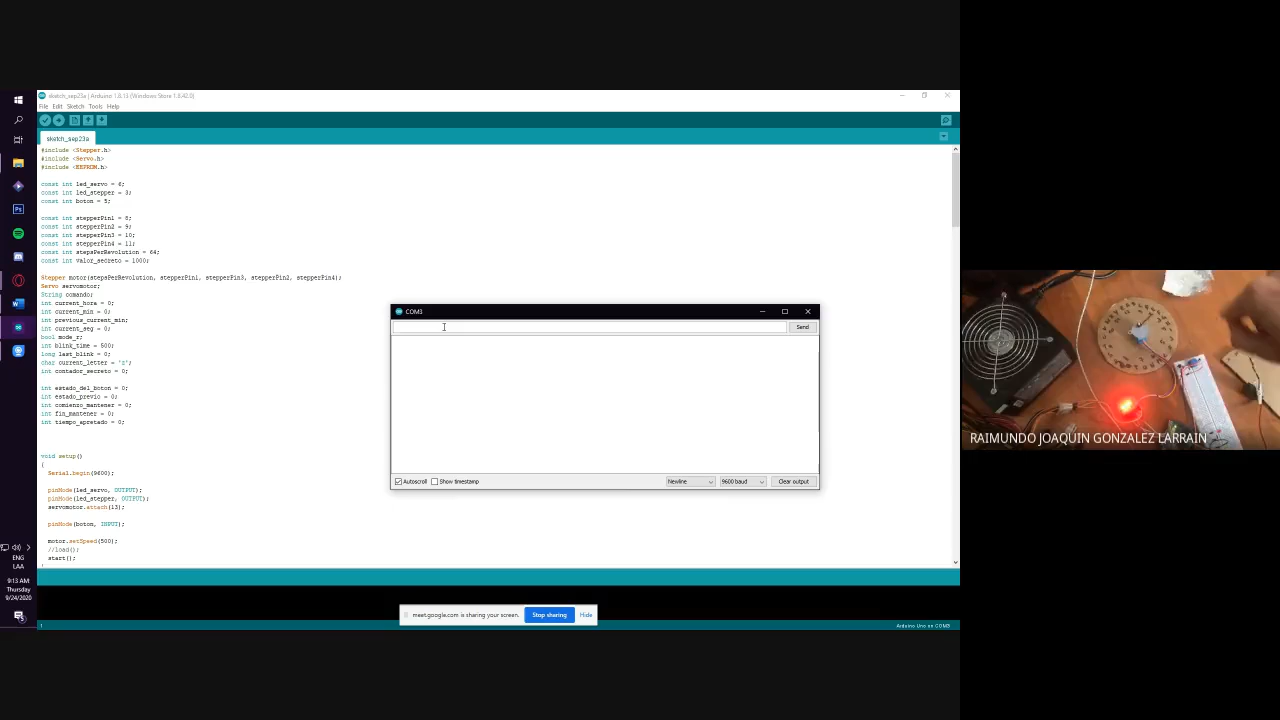 sketch_sep23a | Arduino 1.8.13 (Windows Store 1.8.42.0)
File Edit Sketch Tools Help
sketch_sep23a
#include <Stepper.h>
#include <Servo.h>
#include <EEPROM.h>
const int led_servo = 6;
const int led_stepper = 3;
const int boton = 5;
const int stepperPin1 = 8;
const int stepperPin2 = 9;
const int stepperPin3 = 10;
const int stepperPin4 = 11;
const int stepsPerRevolution = 64;
const int valor_secreto = 1000;
Stepper motor(stepsPerRevolution, stepperPin1, stepperPin3, stepperPin2, stepperPin4);
Servo servomotor;
String comando;
int current_hora = 0;
int current_min = 0;
int previous_current_min;
int current_seg = 0;
bool mode_r;
int blink_time = 500;
long last_blink = 0;
char current_letter = 'z';
int contador_secreto = 0;
int estado_del_boton = 0;
int estado_previo = 0;
int comienzo_mantener = 0;
int fin_mantener = 0;
int tiempo_apretado = 0;
void setup()
{
Serial.begin(9600);
pinMode(led_servo, OUTPUT);
pinMode(led_stepper, OUTPUT);
servomotor.attach(13);
pinMode(boton, INPUT);
motor.setSpeed(500);
//load();
start();
COM3
Send
Autoscroll Show timestamp
Newline
9600 baud
Clear output
RAIMUNDO JOAQUIN GONZALEZ LARRAIN
ENG
LAA
9:13 AM
Thursday
9/24/2020
meet.google.com is sharing your screen.
Stop sharing
Hide
1
Arduino Uno on COM3